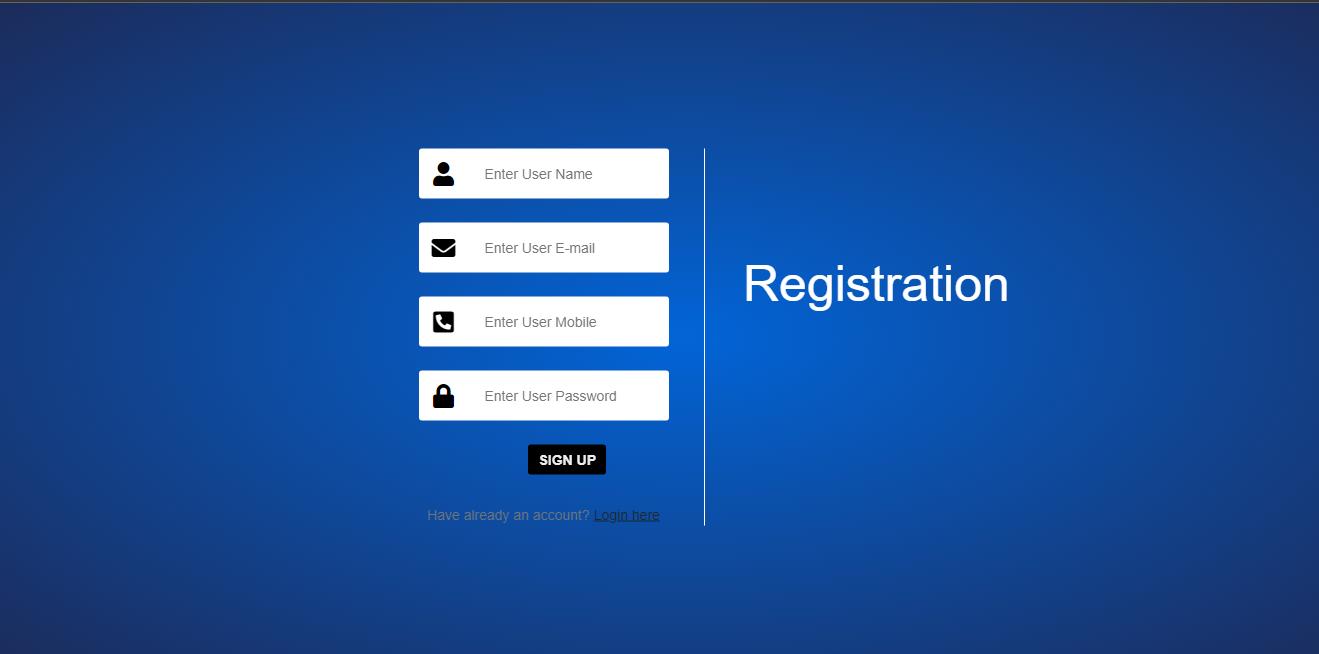 Enter User Name
Enter User E-mail
Enter User Mobile
Enter User Password
SIGN UP
Have already an account? Login here
Registration